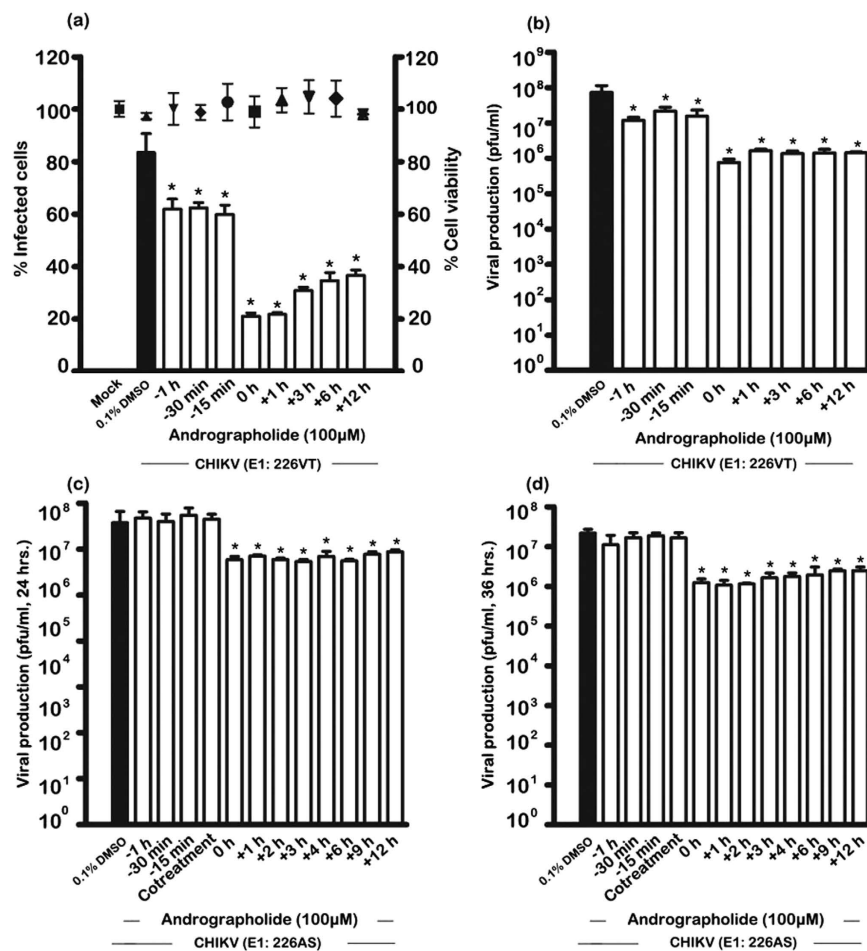 (a)
% Infected cells
120
100
80
60
40
20
0
120
100
80
60
40
20
0
% Cell viability
Mock
0.1% DMSO
-1 h
-30 min
-15 min
0 h
+1 h
+3 h
+6 h
+12 h
* * * * * * * *
Andrographolide (100µM)
CHIKV (E1: 226VT)
(b)
Viral production (pfu/ml)
10⁹
10⁸
10⁷
10⁶
10⁵
10⁴
10³
10²
10¹
10⁰
* * * * * * * *
0.1% DMSO
-1 h
-30 min
-15 min
0 h
+1 h
+3 h
+6 h
+12 h
Andrographolide (100µM)
CHIKV (E1: 226VT)
(c)
Viral production (pfu/ml, 24 hrs.)
10⁸
10⁷
10⁶
10⁵
10⁴
10³
10²
10¹
10⁰
* * * * * * * *
0.1% DMSO
-1 h
-30 min
-15 min
Cotreatment
0 h
+1 h
+2 h
+3 h
+4 h
+6 h
+9 h
+12 h
Andrographolide (100µM)
CHIKV (E1: 226AS)
(d)
Viral production (pfu/ml, 36 hrs.)
10⁸
10⁷
10⁶
10⁵
10⁴
10³
10²
10¹
10⁰
* * * * * * * *
0.1% DMSO
-1 h
-30 min
-15 min
Cotreatment
0 h
+1 h
+2 h
+3 h
+4 h
+6 h
+9 h
+12 h
Andrographolide (100µM)
CHIKV (E1: 226AS)